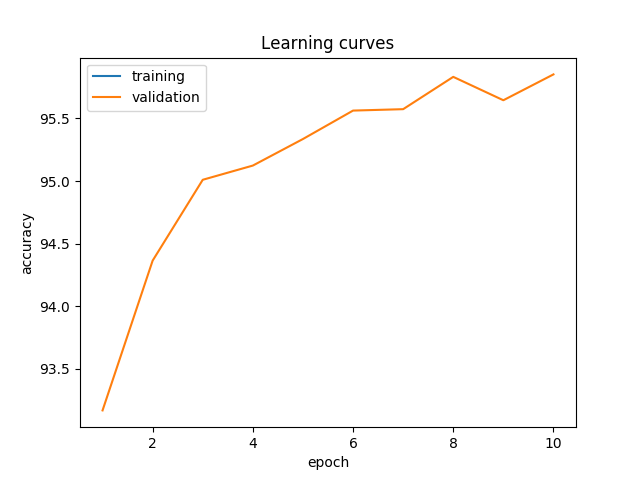 Learning curves
training
validation
95.5
95.0
94.5
94.0
93.5
accuracy
2 4 6 8 10
epoch